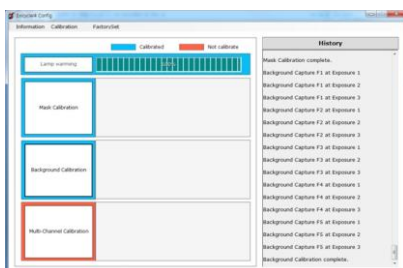 Information Calibration FactorySet
Calibrated
Not calibrate
History
Lamp warming
Mask Calibration
Background Calibration
Multi Channel Calibration
Mask Calibration complete.
Background Capture F1 at Exposure 1
Background Capture F1 at Exposure 2
Background Capture F1 at Exposure 3
Background Capture F2 at Exposure 1
Background Capture F2 at Exposure 2
Background Capture F2 at Exposure 3
Background Capture F3 at Exposure 1
Background Capture F3 at Exposure 2
Background Capture F3 at Exposure 3
Background Capture F4 at Exposure 1
Background Capture F4 at Exposure 2
Background Capture F4 at Exposure 3
Background Capture F5 at Exposure 1
Background Capture F5 at Exposure 2
Background Capture F5 at Exposure 3
Background Calibration complete.